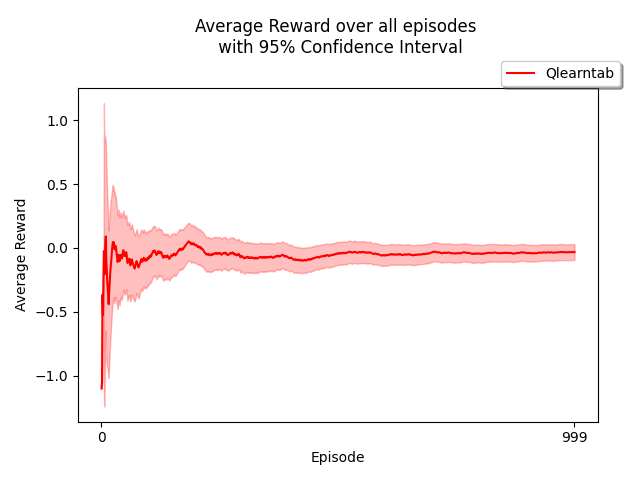 Average Reward over all episodes
with 95% Confidence Interval
Qlearntab
1.0
0.5
0.0
−0.5
−1.0
Average Reward
0
999
Episode